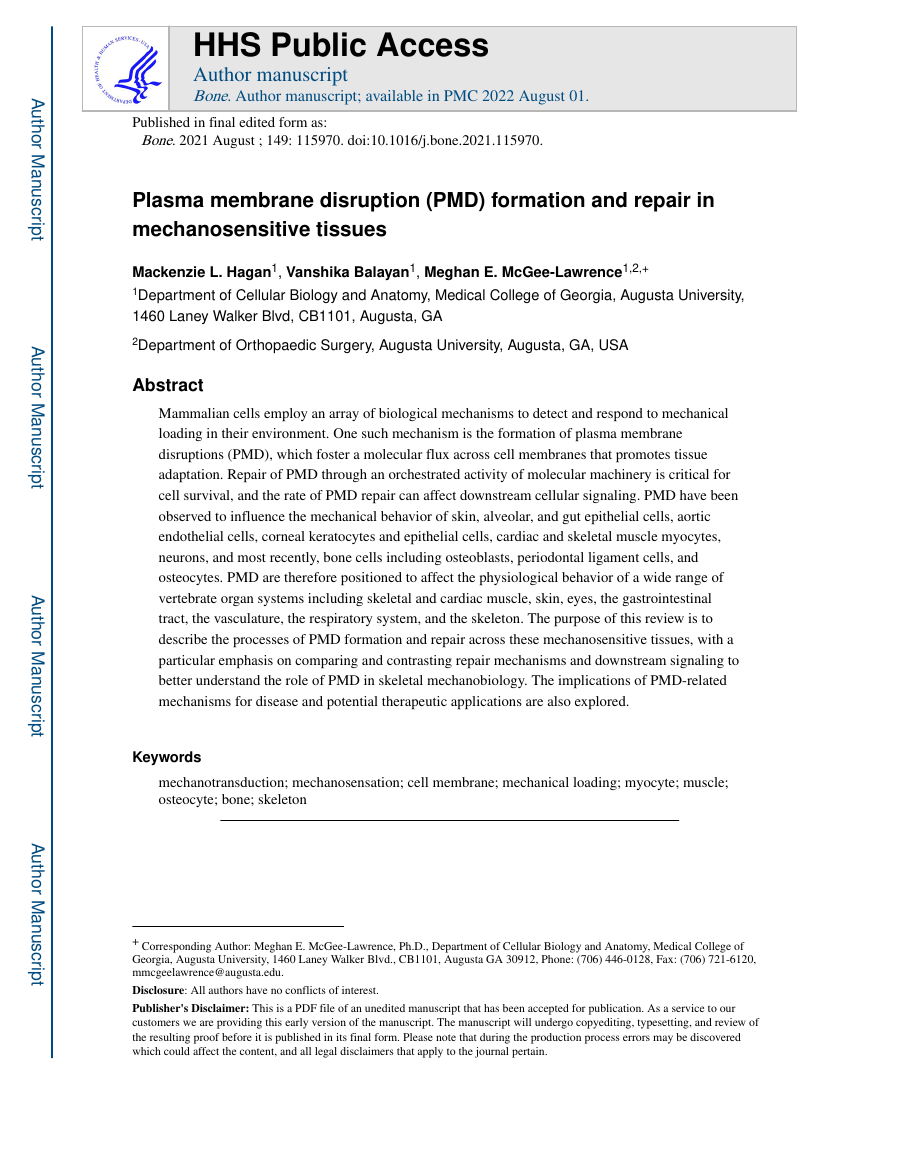 HHS Public Access
Author manuscript
Bone. Author manuscript; available in PMC 2022 August 01.
DEPARTMENT OF HEALTH & HUMAN SERVICES · USA
Published in final edited form as:
Bone. 2021 August ; 149: 115970. doi:10.1016/j.bone.2021.115970.
Plasma membrane disruption (PMD) formation and repair in
mechanosensitive tissues
Mackenzie L. Hagan1, Vanshika Balayan1, Meghan E. McGee-Lawrence1,2,+
1Department of Cellular Biology and Anatomy, Medical College of Georgia, Augusta University,
1460 Laney Walker Blvd, CB1101, Augusta, GA
2Department of Orthopaedic Surgery, Augusta University, Augusta, GA, USA
Abstract
Mammalian cells employ an array of biological mechanisms to detect and respond to mechanical
loading in their environment. One such mechanism is the formation of plasma membrane
disruptions (PMD), which foster a molecular flux across cell membranes that promotes tissue
adaptation. Repair of PMD through an orchestrated activity of molecular machinery is critical for
cell survival, and the rate of PMD repair can affect downstream cellular signaling. PMD have been
observed to influence the mechanical behavior of skin, alveolar, and gut epithelial cells, aortic
endothelial cells, corneal keratocytes and epithelial cells, cardiac and skeletal muscle myocytes,
neurons, and most recently, bone cells including osteoblasts, periodontal ligament cells, and
osteocytes. PMD are therefore positioned to affect the physiological behavior of a wide range of
vertebrate organ systems including skeletal and cardiac muscle, skin, eyes, the gastrointestinal
tract, the vasculature, the respiratory system, and the skeleton. The purpose of this review is to
describe the processes of PMD formation and repair across these mechanosensitive tissues, with a
particular emphasis on comparing and contrasting repair mechanisms and downstream signaling to
better understand the role of PMD in skeletal mechanobiology. The implications of PMD-related
mechanisms for disease and potential therapeutic applications are also explored.
Keywords
mechanotransduction; mechanosensation; cell membrane; mechanical loading; myocyte; muscle;
osteocyte; bone; skeleton
+ Corresponding Author: Meghan E. McGee-Lawrence, Ph.D., Department of Cellular Biology and Anatomy, Medical College of
Georgia, Augusta University, 1460 Laney Walker Blvd., CB1101, Augusta GA 30912, Phone: (706) 446-0128, Fax: (706) 721-6120,
mmcgeelawrence@augusta.edu.
Disclosure: All authors have no conflicts of interest.
Publisher's Disclaimer: This is a PDF file of an unedited manuscript that has been accepted for publication. As a service to our
customers we are providing this early version of the manuscript. The manuscript will undergo copyediting, typesetting, and review of
the resulting proof before it is published in its final form. Please note that during the production process errors may be discovered
which could affect the content, and all legal disclaimers that apply to the journal pertain.
Author Manuscript
Author Manuscript
Author Manuscript
Author Manuscript